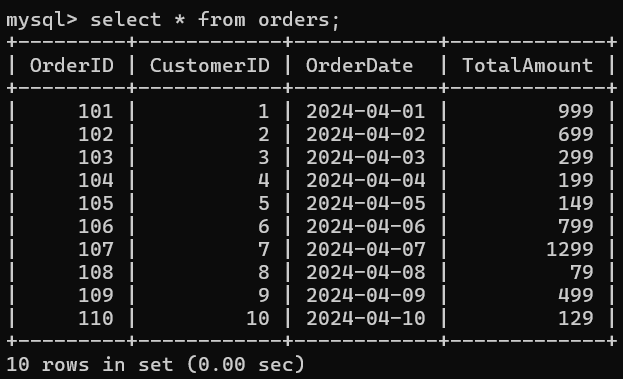 mysql> select * from orders;
+---------+------------+------------+-------------+
| OrderID | CustomerID | OrderDate  | TotalAmount |
+---------+------------+------------+-------------+
|     101 |          1 | 2024-04-01 |         999 |
|     102 |          2 | 2024-04-02 |         699 |
|     103 |          3 | 2024-04-03 |         299 |
|     104 |          4 | 2024-04-04 |         199 |
|     105 |          5 | 2024-04-05 |         149 |
|     106 |          6 | 2024-04-06 |         799 |
|     107 |          7 | 2024-04-07 |        1299 |
|     108 |          8 | 2024-04-08 |          79 |
|     109 |          9 | 2024-04-09 |         499 |
|     110 |         10 | 2024-04-10 |         129 |
+---------+------------+------------+-------------+
10 rows in set (0.00 sec)